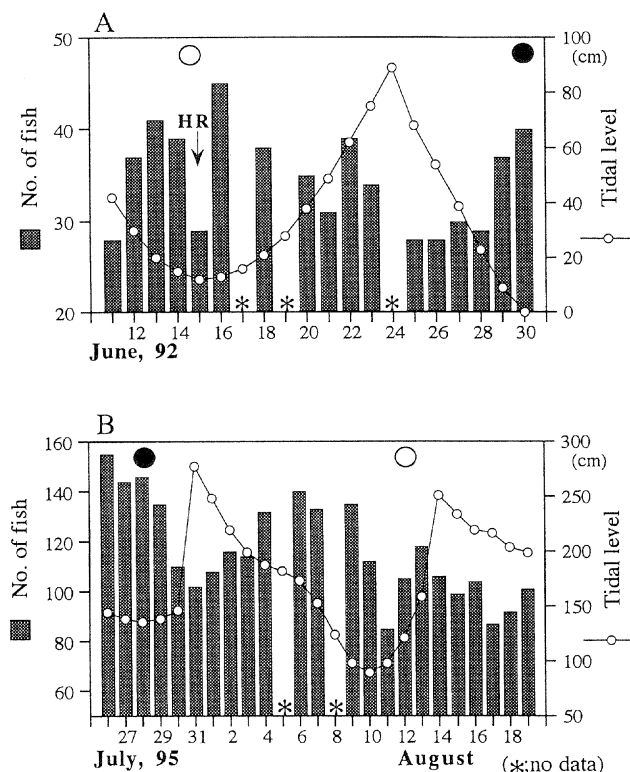 A
50
40
30
20
No. of fish
HR
100
(cm)
80
60
40
20
0
Tidal level
* * *
12 14 16 18 20 22 24 26 28 30
June, 92
B
160
140
120
100
80
60
No. of fish
300
(cm)
250
200
150
100
50
Tidal level
* *
27 29 31 2 4 6 8 10 12 14 16 18
July, 95 August
(*;no data)